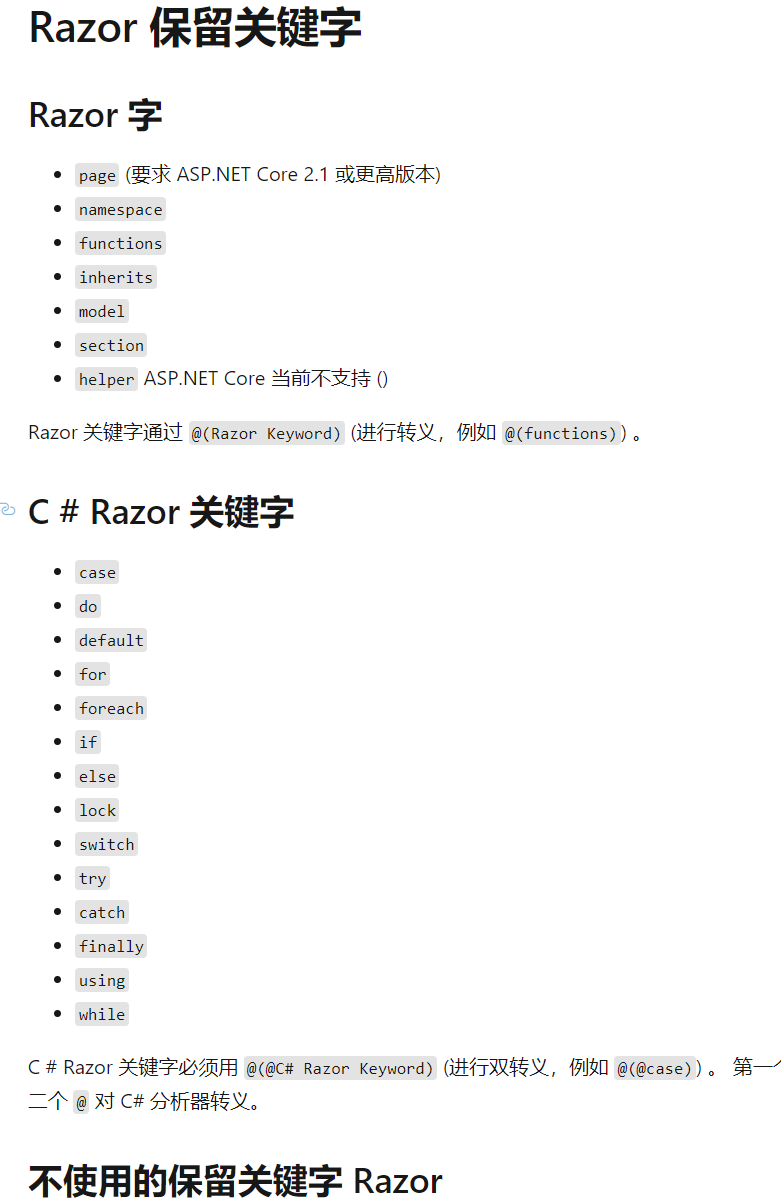 Razor 保留关键字
Razor 字
page (要求 ASP.NET Core 2.1 或更高版本)
namespace
functions
inherits
model
section
helper ASP.NET Core 当前不支持 ()
Razor 关键字通过 @(Razor Keyword) (进行转义，例如 @(functions)) 。
C # Razor 关键字
case
do
default
for
foreach
if
else
lock
switch
try
catch
finally
using
while
C # Razor 关键字必须用 @(@C# Razor Keyword) (进行双转义，例如 @(@case)) 。 第一
二个 @ 对 C# 分析器转义。
不使用的保留关键字 Razor